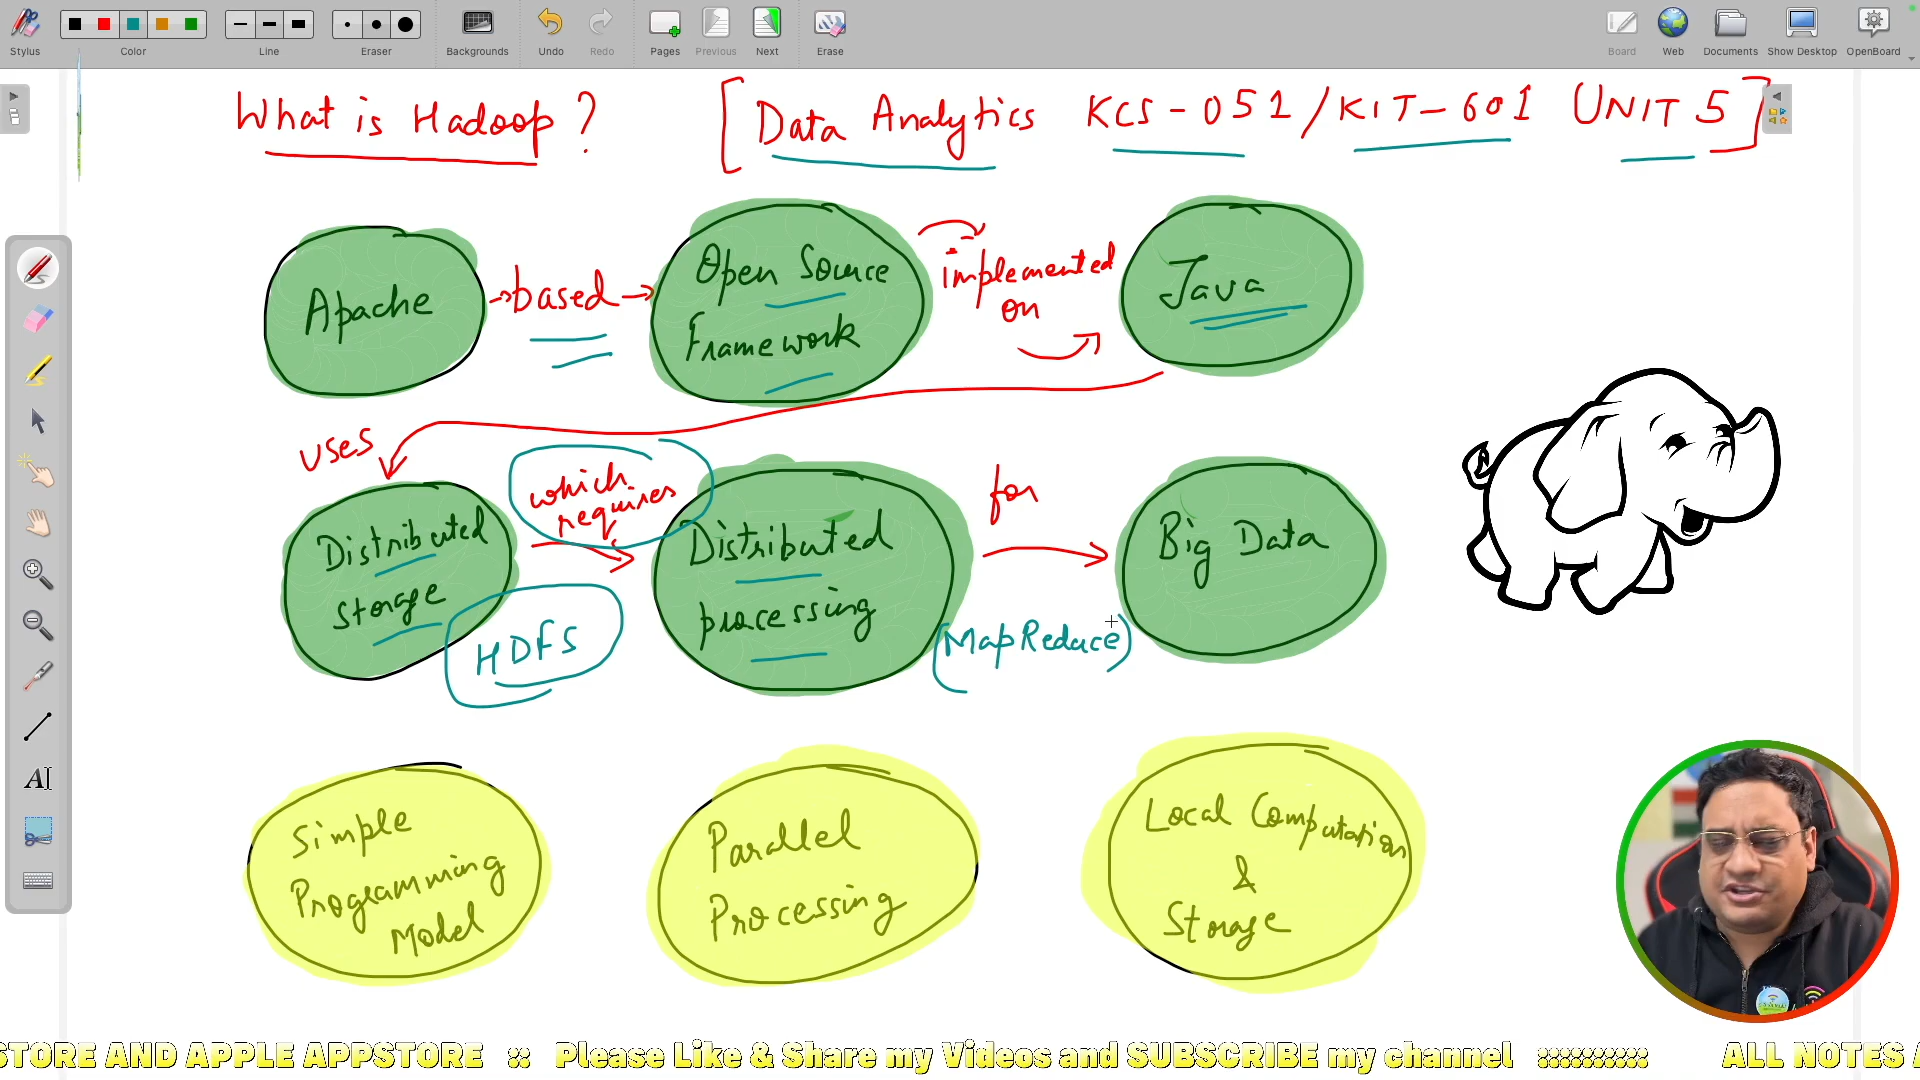 Stylus Color Line Eraser Backgrounds Undo Redo Pages Previous Next Erase Board Web Documents Show Desktop OpenBoard
What is Hadoop ? [Data Analytics KCS-051/KIT-601 UNIT 5]
Apache
based
Open Source
Framework
implemented
on
Java
uses
Distributed
storage
HDFS
which
requires
Distributed
processing
(MapReduce)
for
Big Data
Simple
Programming
Model
Parallel
Processing
Local Computation
&
Storage
STORE AND APPLE APPSTORE :: Please Like & Share my Videos and SUBSCRIBE my channel :::::::::: ALL NOTES